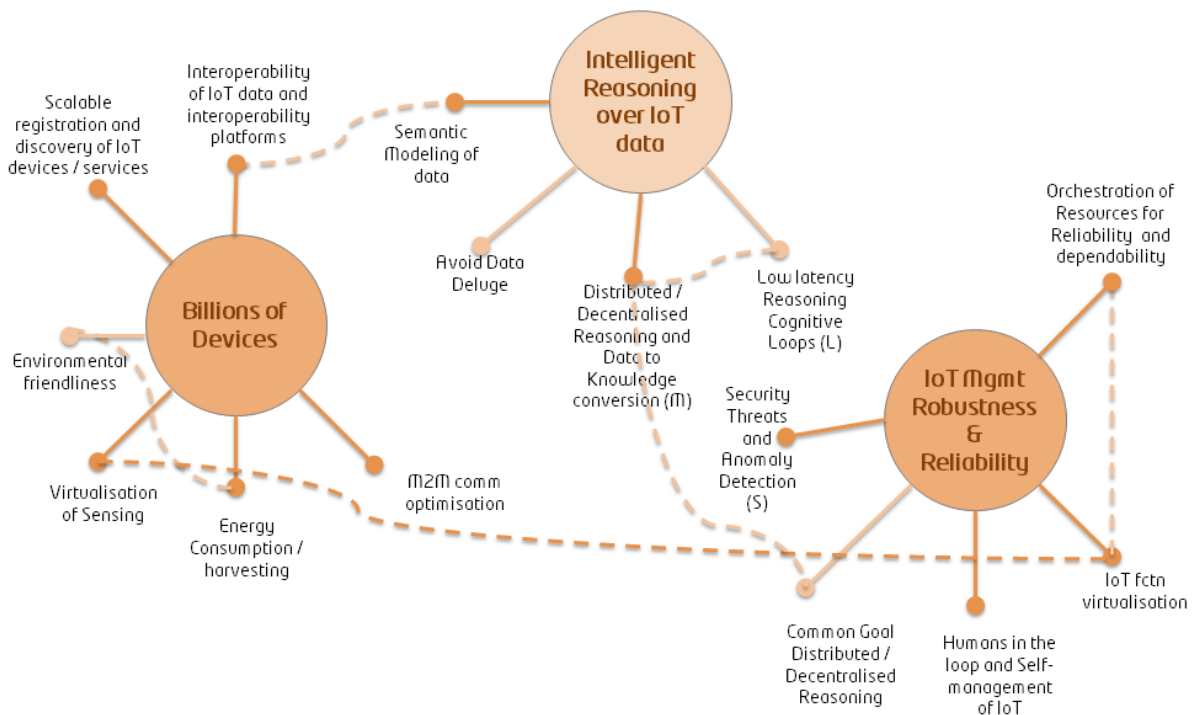 Intelligent
Reasoning
over IoT
data
Interoperability
of IoT data and
interoperability
platforms
Scalable
registration and
discovery of IoT
devices / services
Semantic
Modeling of
data
Orchestration of
Resources for
Reliability and
dependability
Avoid Data
Deluge
Distributed /
Decentralised
Reasoning and
Data to
Knowledge
conversion (M)
Low latency
Reasoning
Cognitive
Loops (L)
Billions of
Devices
Environmental
friendliness
IoT Mgmt
Robustness
&
Reliability
Security
Threats
and
Anomaly
Detection
(S)
Virtualisation
of Sensing
Energy
Consumption /
harvesting
M2M comm
optimisation
IoT fctn
virtualisation
Common Goal
Distributed /
Decentralised
Reasoning
Humans in the
loop and Self-
management
of IoT